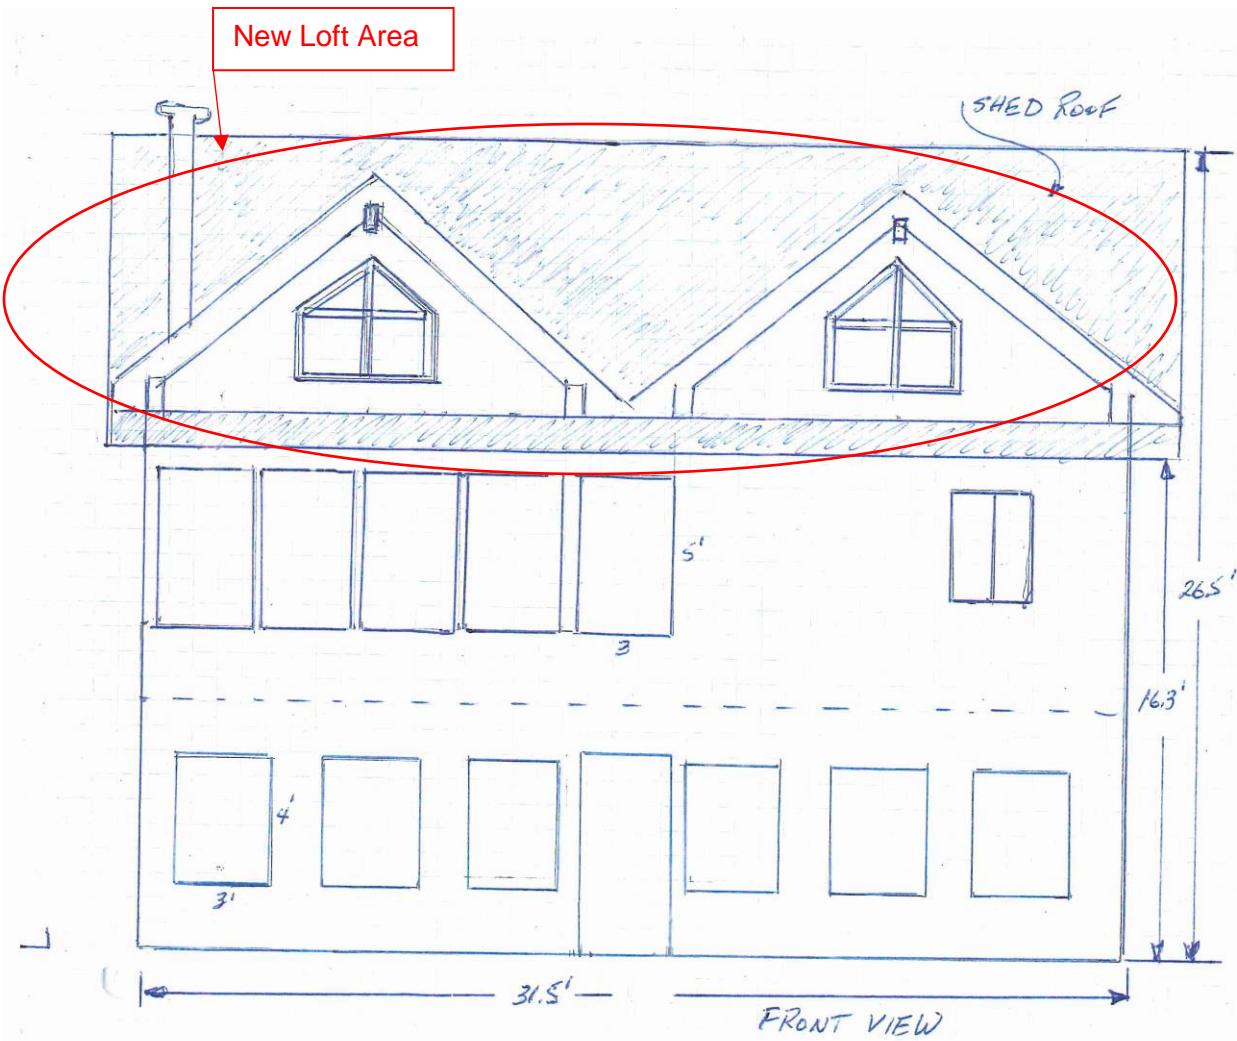 New Loft Area
SHED ROOF
5'
3
26.5'
16.3'
4'
3'
31.5'
FRONT VIEW